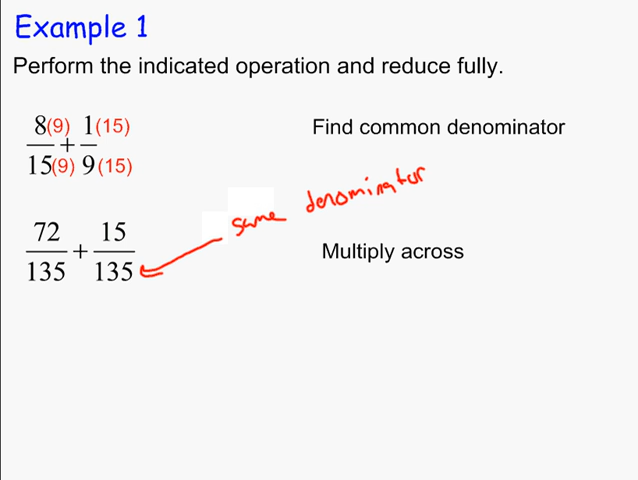 Example 1
Perform the indicated operation and reduce fully.
8(9) 1(15)
+
15(9) 9(15)
Find common denominator
same denominator
72 15
+
135 135
Multiply across